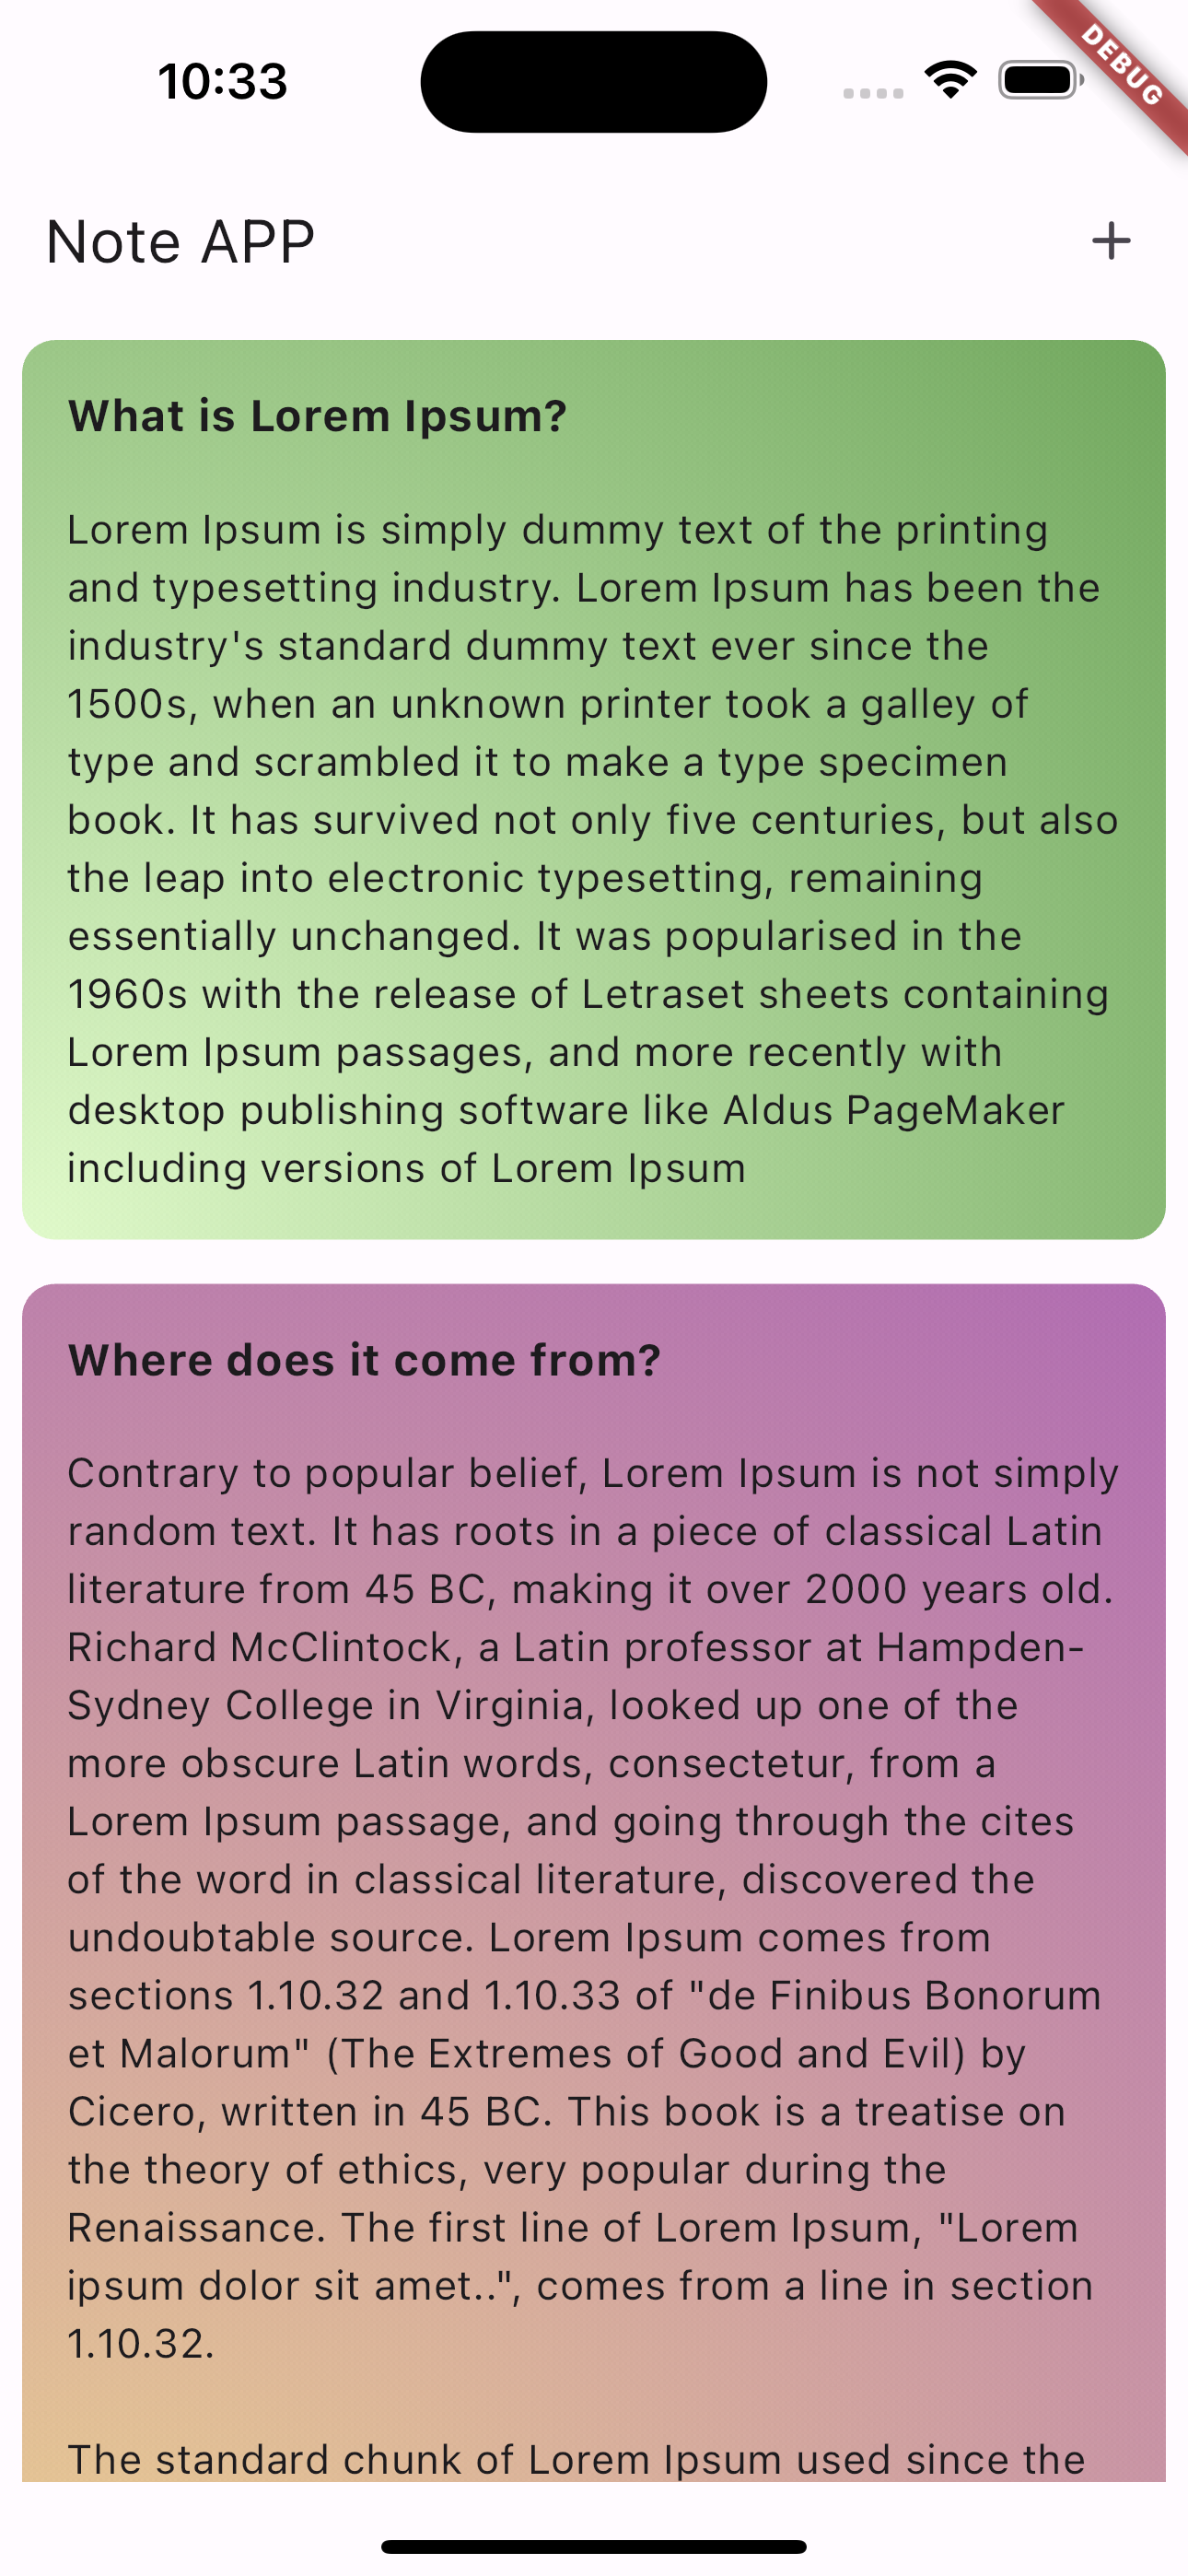 10:33
DEBUG
Note APP
+
What is Lorem Ipsum?
Lorem Ipsum is simply dummy text of the printing
and typesetting industry. Lorem Ipsum has been the
industry's standard dummy text ever since the
1500s, when an unknown printer took a galley of
type and scrambled it to make a type specimen
book. It has survived not only five centuries, but also
the leap into electronic typesetting, remaining
essentially unchanged. It was popularised in the
1960s with the release of Letraset sheets containing
Lorem Ipsum passages, and more recently with
desktop publishing software like Aldus PageMaker
including versions of Lorem Ipsum
Where does it come from?
Contrary to popular belief, Lorem Ipsum is not simply
random text. It has roots in a piece of classical Latin
literature from 45 BC, making it over 2000 years old.
Richard McClintock, a Latin professor at Hampden-
Sydney College in Virginia, looked up one of the
more obscure Latin words, consectetur, from a
Lorem Ipsum passage, and going through the cites
of the word in classical literature, discovered the
undoubtable source. Lorem Ipsum comes from
sections 1.10.32 and 1.10.33 of "de Finibus Bonorum
et Malorum" (The Extremes of Good and Evil) by
Cicero, written in 45 BC. This book is a treatise on
the theory of ethics, very popular during the
Renaissance. The first line of Lorem Ipsum, "Lorem
ipsum dolor sit amet..", comes from a line in section
1.10.32.
The standard chunk of Lorem Ipsum used since the